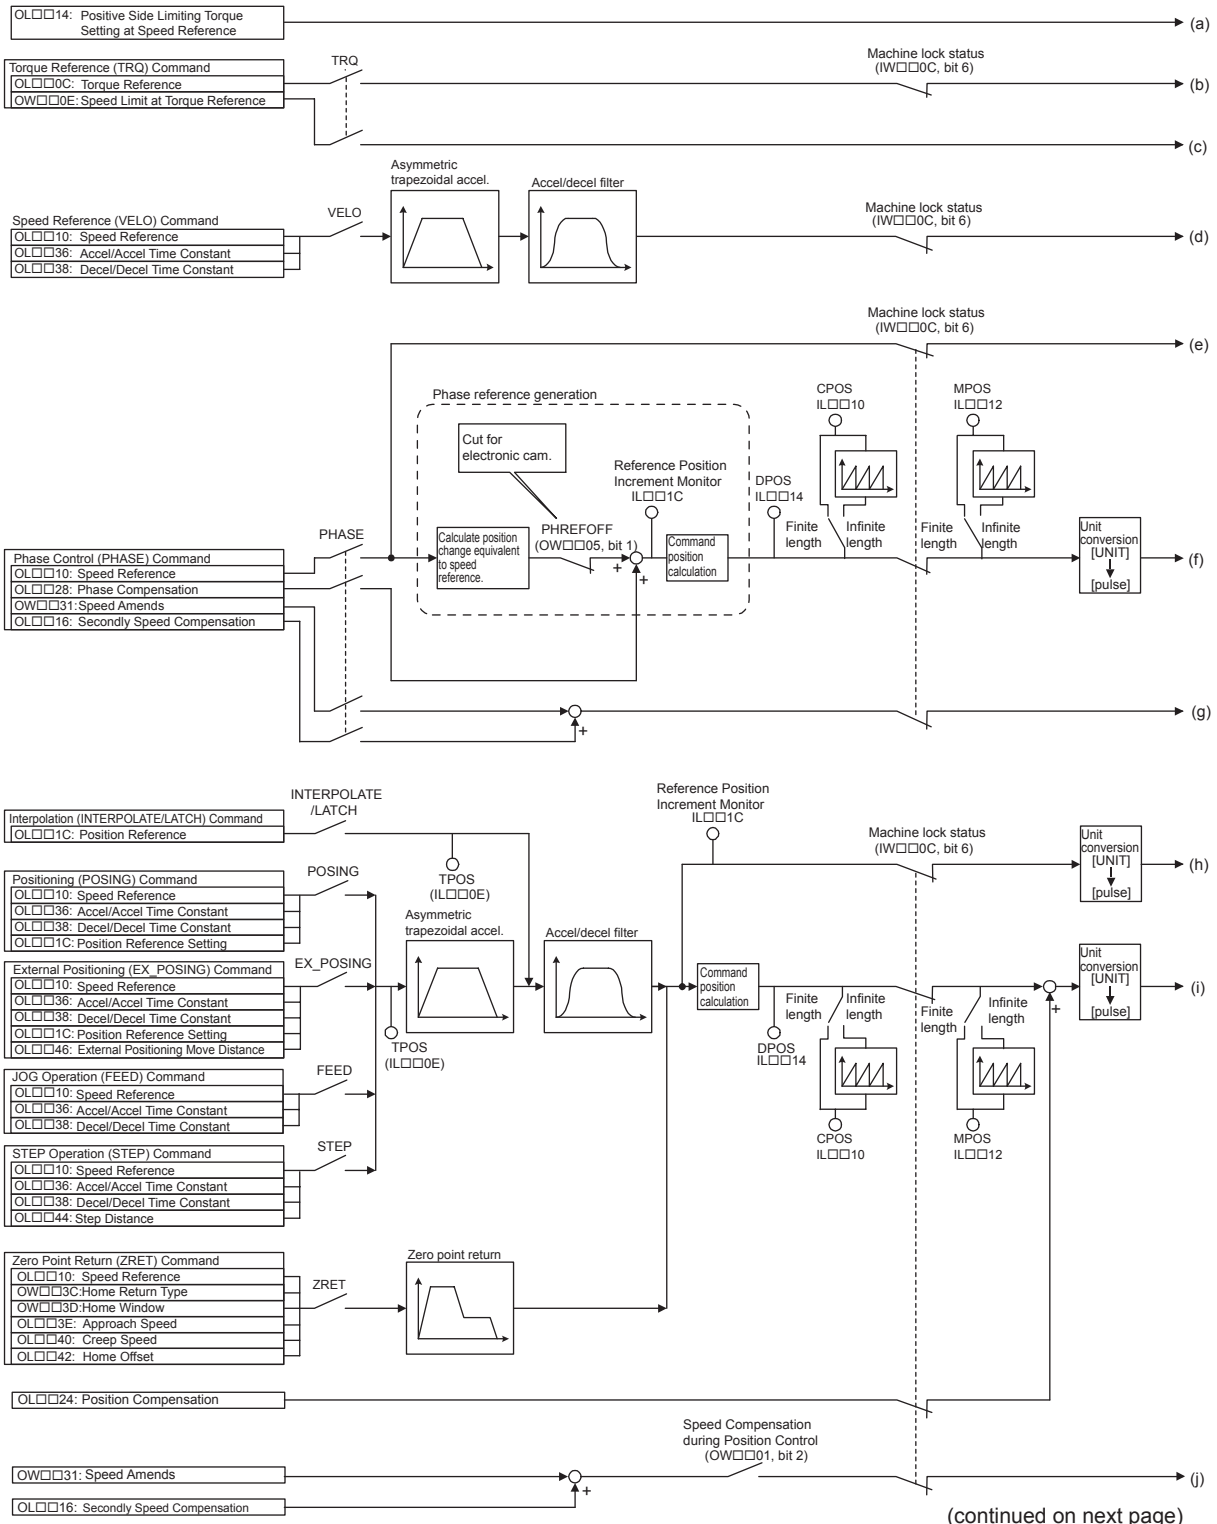 OL□□14: Positive Side Limiting Torque
Setting at Speed Reference
(a)
Torque Reference (TRQ) Command
OL□□0C: Torque Reference
OW□□0E: Speed Limit at Torque Reference
TRQ
Machine lock status
(IW□□0C, bit 6)
(b)
(c)
Asymmetric
trapezoidal accel.
Accel/decel filter
Speed Reference (VELO) Command
OL□□10: Speed Reference
OL□□36: Accel/Accel Time Constant
OL□□38: Decel/Decel Time Constant
VELO
Machine lock status
(IW□□0C, bit 6)
(d)
Machine lock status
(IW□□0C, bit 6)
(e)
Phase reference generation
Cut for
electronic cam.
Reference Position
Increment Monitor
IL□□1C
DPOS
IL□□14
CPOS
IL□□10
MPOS
IL□□12
PHASE
Calculate position
change equivalent
to speed
reference.
PHREFOFF
(OW□□05, bit 1)
+
+
Command
position
calculation
Finite
length
Infinite
length
Finite
length
Infinite
length
Unit
conversion
[UNIT]
[pulse]
(f)
Phase Control (PHASE) Command
OL□□10: Speed Reference
OL□□28: Phase Compensation
OW□□31:Speed Amends
OL□□16: Secondly Speed Compensation
+
(g)
Interpolation (INTERPOLATE/LATCH) Command
OL□□1C: Position Reference
INTERPOLATE
/LATCH
TPOS
(IL□□0E)
Reference Position
Increment Monitor
IL□□1C
Machine lock status
(IW□□0C, bit 6)
Unit
conversion
[UNIT]
[pulse]
(h)
Positioning (POSING) Command
OL□□10: Speed Reference
OL□□36: Accel/Accel Time Constant
OL□□38: Decel/Decel Time Constant
OL□□1C: Position Reference Setting
POSING
Asymmetric
trapezoidal accel.
Accel/decel filter
External Positioning (EX_POSING) Command
OL□□10: Speed Reference
OL□□36: Accel/Accel Time Constant
OL□□38: Decel/Decel Time Constant
OL□□1C: Position Reference Setting
OL□□46: External Positioning Move Distance
EX_POSING
TPOS
(IL□□0E)
Command
position
calculation
DPOS
IL□□14
Finite
length
Infinite
length
CPOS
IL□□10
Finite
length
Infinite
length
MPOS
IL□□12
+
Unit
conversion
[UNIT]
[pulse]
(i)
JOG Operation (FEED) Command
OL□□10: Speed Reference
OL□□36: Accel/Accel Time Constant
OL□□38: Decel/Decel Time Constant
FEED
STEP Operation (STEP) Command
OL□□10: Speed Reference
OL□□36: Accel/Accel Time Constant
OL□□38: Decel/Decel Time Constant
OL□□44: Step Distance
STEP
Zero Point Return (ZRET) Command
OL□□10: Speed Reference
OW□□3C:Home Return Type
OW□□3D:Home Window
OL□□3E: Approach Speed
OL□□40: Creep Speed
OL□□42: Home Offset
ZRET
Zero point return
OL□□24: Position Compensation
Speed Compensation
during Position Control
(OW□□01, bit 2)
OW□□31: Speed Amends
(j)
OL□□16: Secondly Speed Compensation
+
(continued on next page)